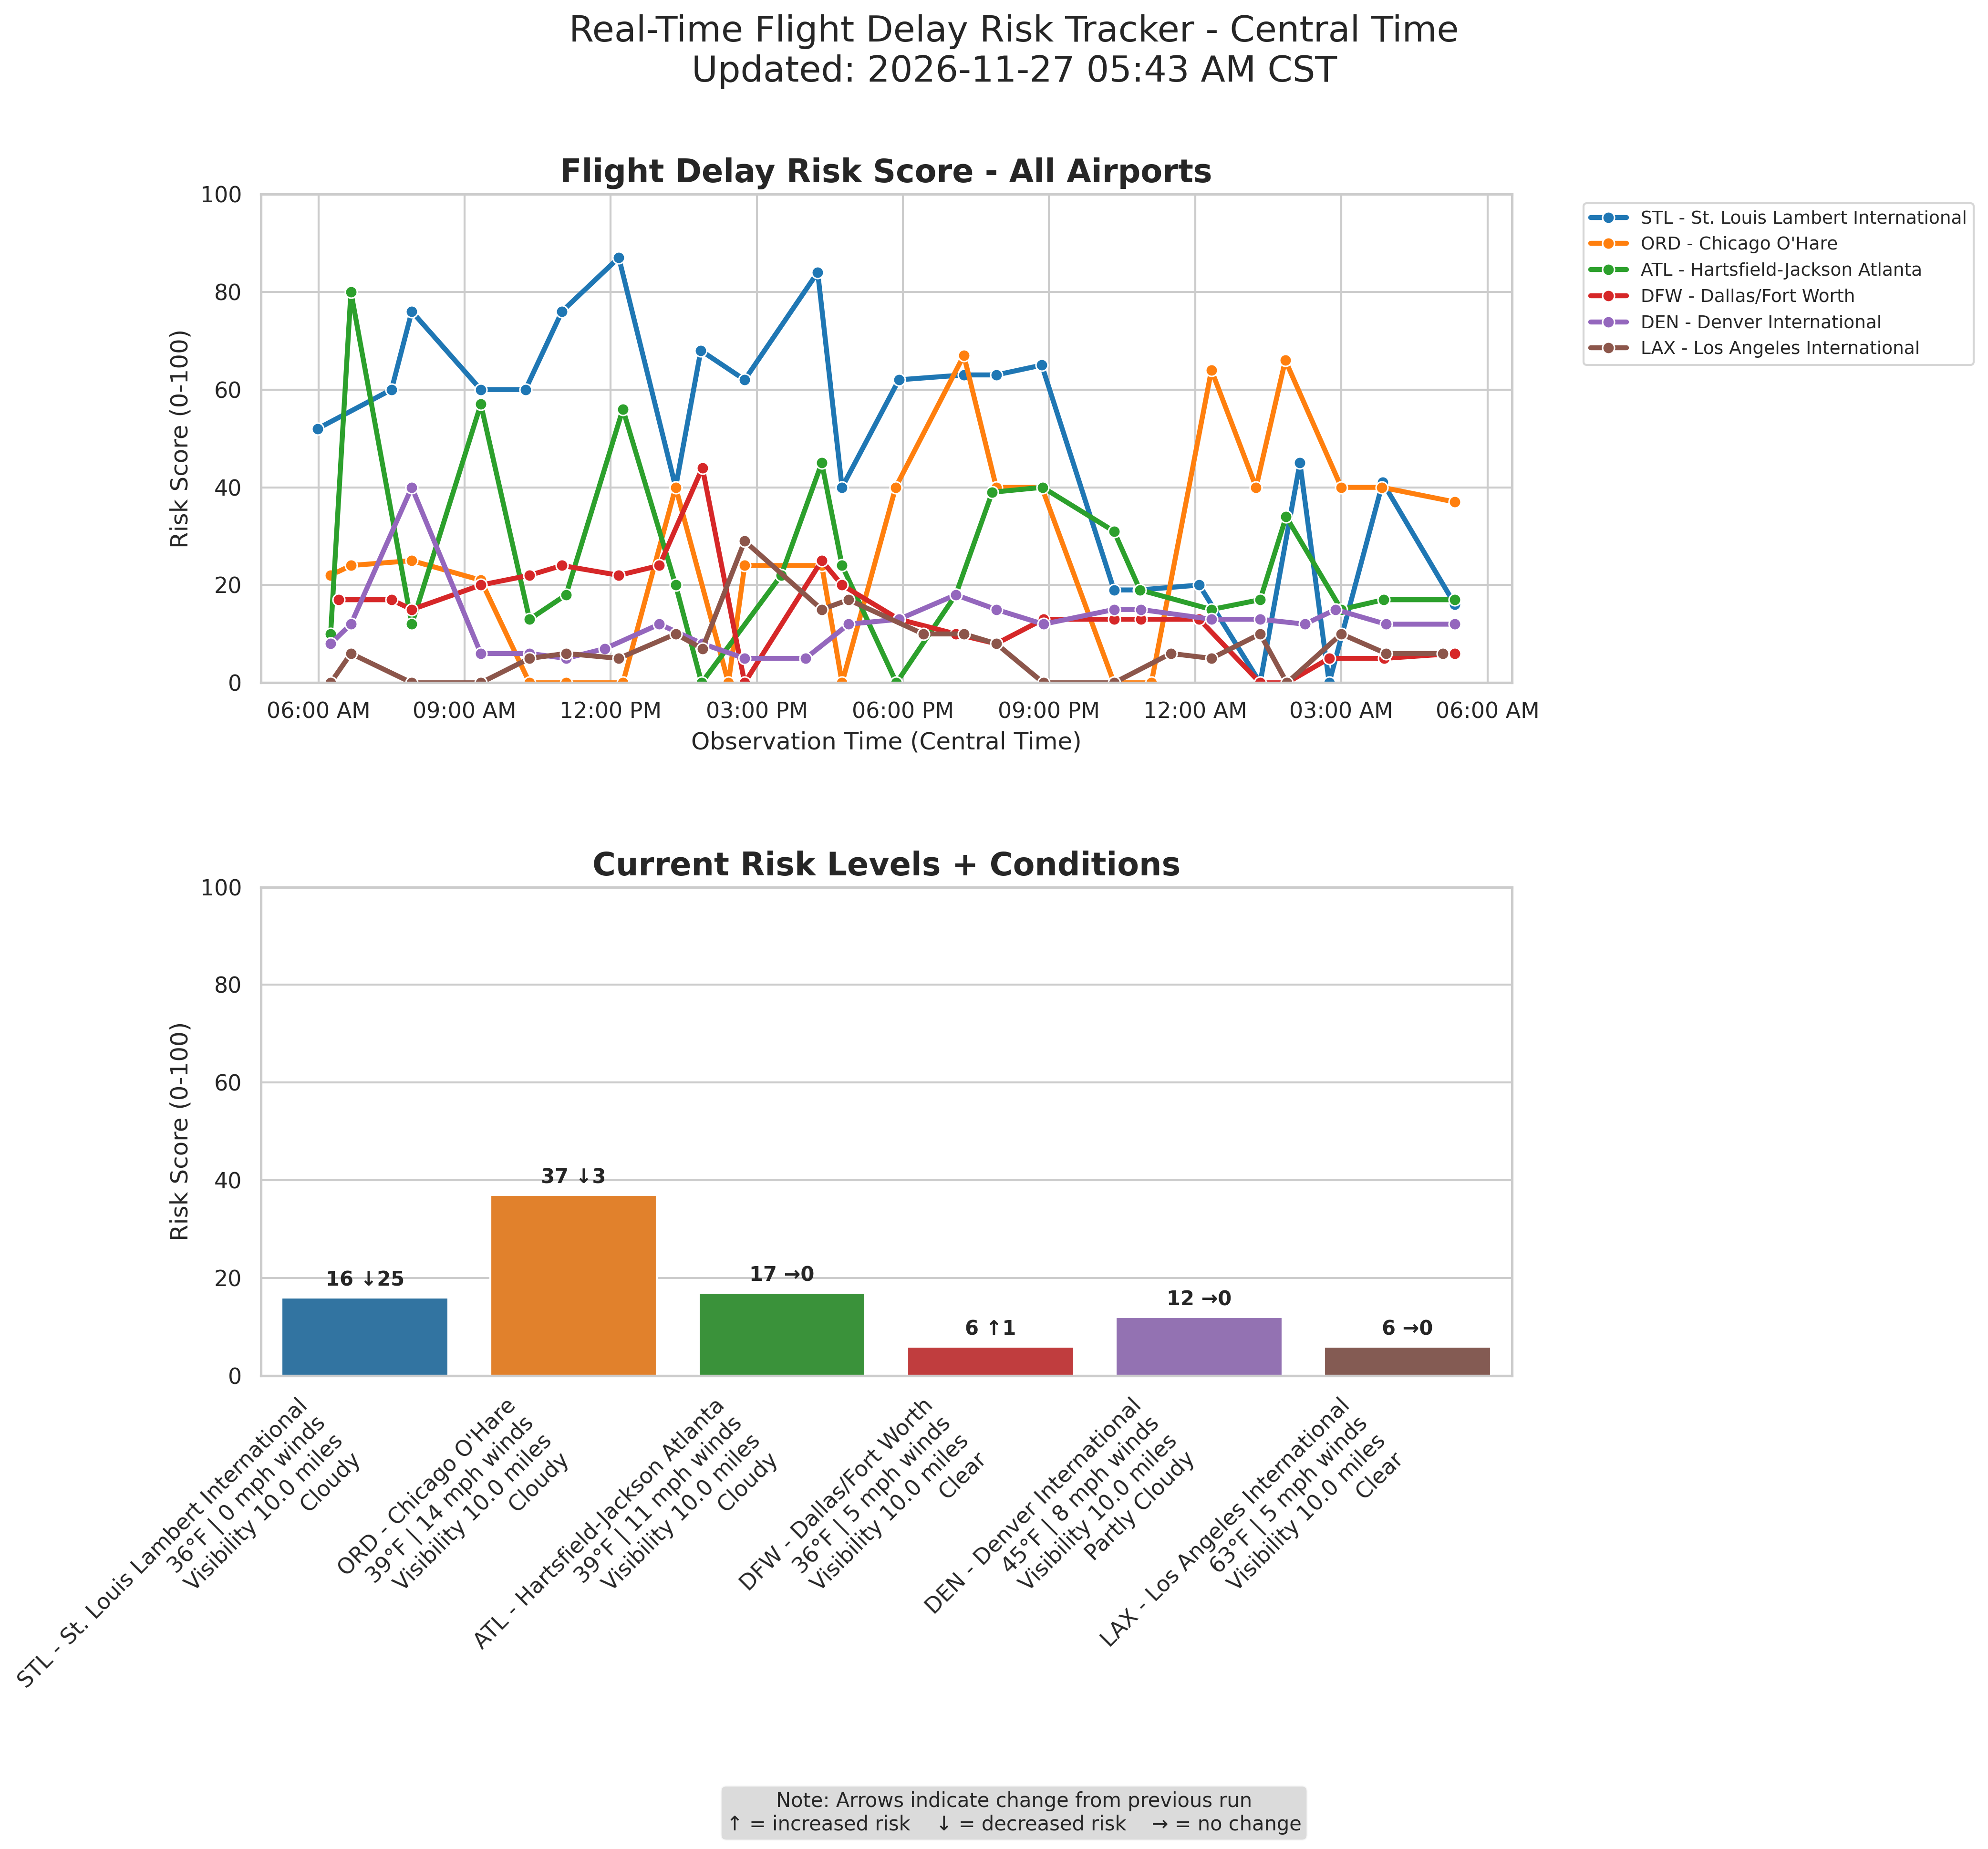 Real-Time Flight Delay Risk Tracker - Central Time
Updated: 2026-11-27 05:43 AM CST
Flight Delay Risk Score - All Airports
100
80
60
40
20
0
Risk Score (0-100)
06:00 AM
09:00 AM
12:00 PM
03:00 PM
06:00 PM
09:00 PM
12:00 AM
03:00 AM
06:00 AM
Observation Time (Central Time)
STL - St. Louis Lambert International
ORD - Chicago O'Hare
ATL - Hartsfield-Jackson Atlanta
DFW - Dallas/Fort Worth
DEN - Denver International
LAX - Los Angeles International
Current Risk Levels + Conditions
100
80
60
40
20
0
Risk Score (0-100)
16 ↓25
37 ↓3
17 →0
6 ↑1
12 →0
6 →0
STL - St. Louis Lambert International
36°F | 0 mph winds
Visibility 10.0 miles
Cloudy
ORD - Chicago O'Hare
39°F | 14 mph winds
Visibility 10.0 miles
Cloudy
ATL - Hartsfield-Jackson Atlanta
39°F | 11 mph winds
Visibility 10.0 miles
Cloudy
DFW - Dallas/Fort Worth
36°F | 5 mph winds
Visibility 10.0 miles
Clear
DEN - Denver International
45°F | 8 mph winds
Visibility 10.0 miles
Partly Cloudy
LAX - Los Angeles International
63°F | 5 mph winds
Visibility 10.0 miles
Clear
Note: Arrows indicate change from previous run
↑ = increased risk ↓ = decreased risk → = no change